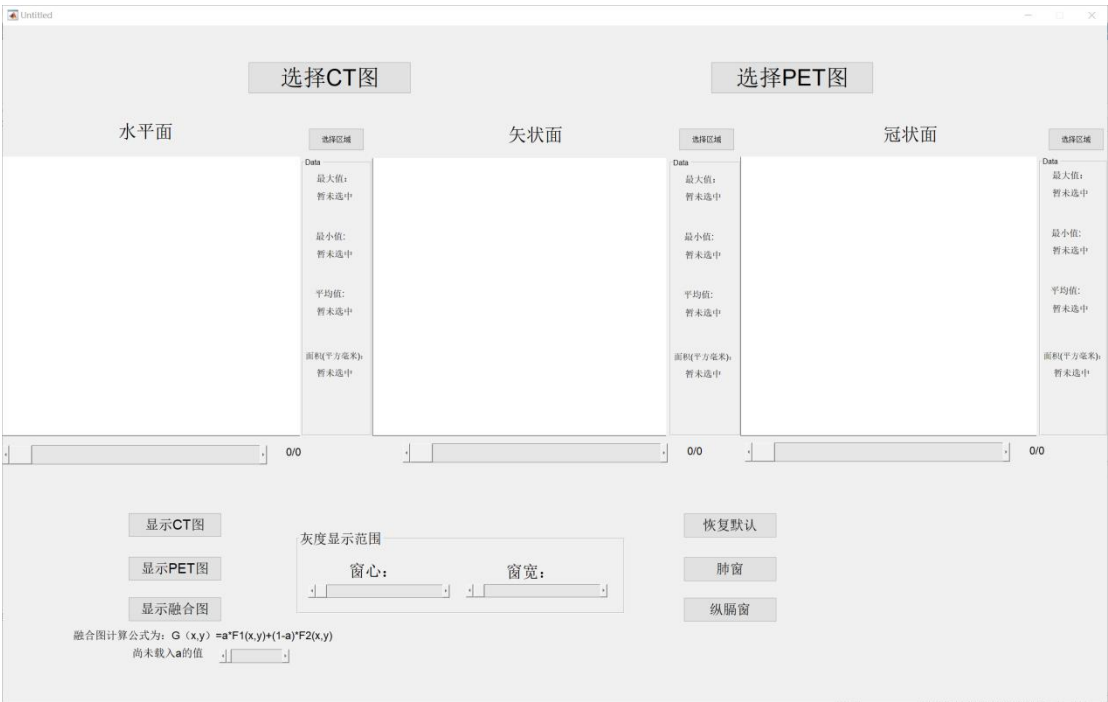 Untitled
选择CT图
选择PET图
水平面
选择区域
矢状面
选择区域
冠状面
选择区域
Data
最大值：
暂未选中
最小值:
暂未选中
平均值:
暂未选中
面积(平方毫米)：
暂未选中
Data
最大值：
暂未选中
最小值:
暂未选中
平均值:
暂未选中
面积(平方毫米)：
暂未选中
Data
最大值：
暂未选中
最小值:
暂未选中
平均值:
暂未选中
面积(平方毫米)：
暂未选中
0/0
0/0
0/0
显示CT图
显示PET图
显示融合图
融合图计算公式为：G（x,y）=a*F1(x,y)+(1-a)*F2(x,y)
尚未载入a的值
灰度显示范围
窗心：
窗宽：
恢复默认
肺窗
纵膈窗